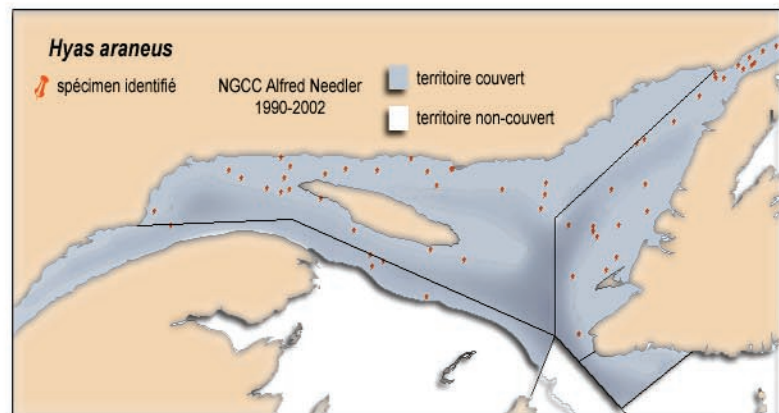 Hyas araneus
spécimen identifié
NGCC Alfred Needler
1990-2002
territoire couvert
territoire non-couvert